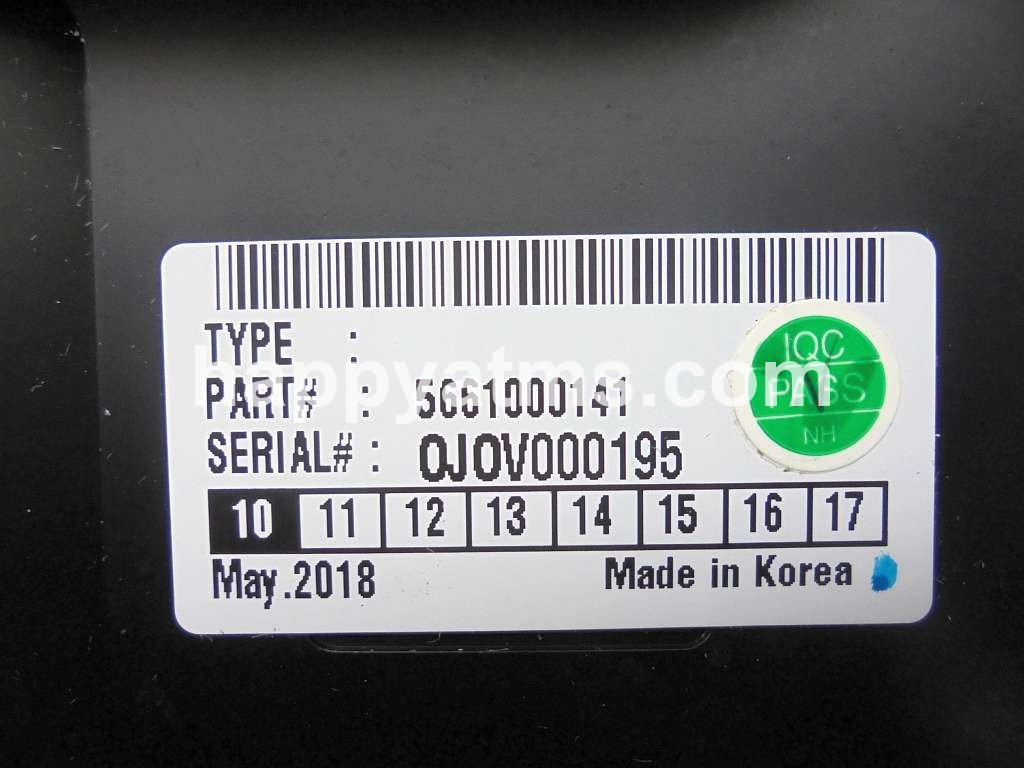 TYPE :
PART# : 5661000141
SERIAL# : OJOV000195
10 11 12 13 14 15 16 17
May.2018 Made in Korea
IQC
PASS
NH
happyatms.com